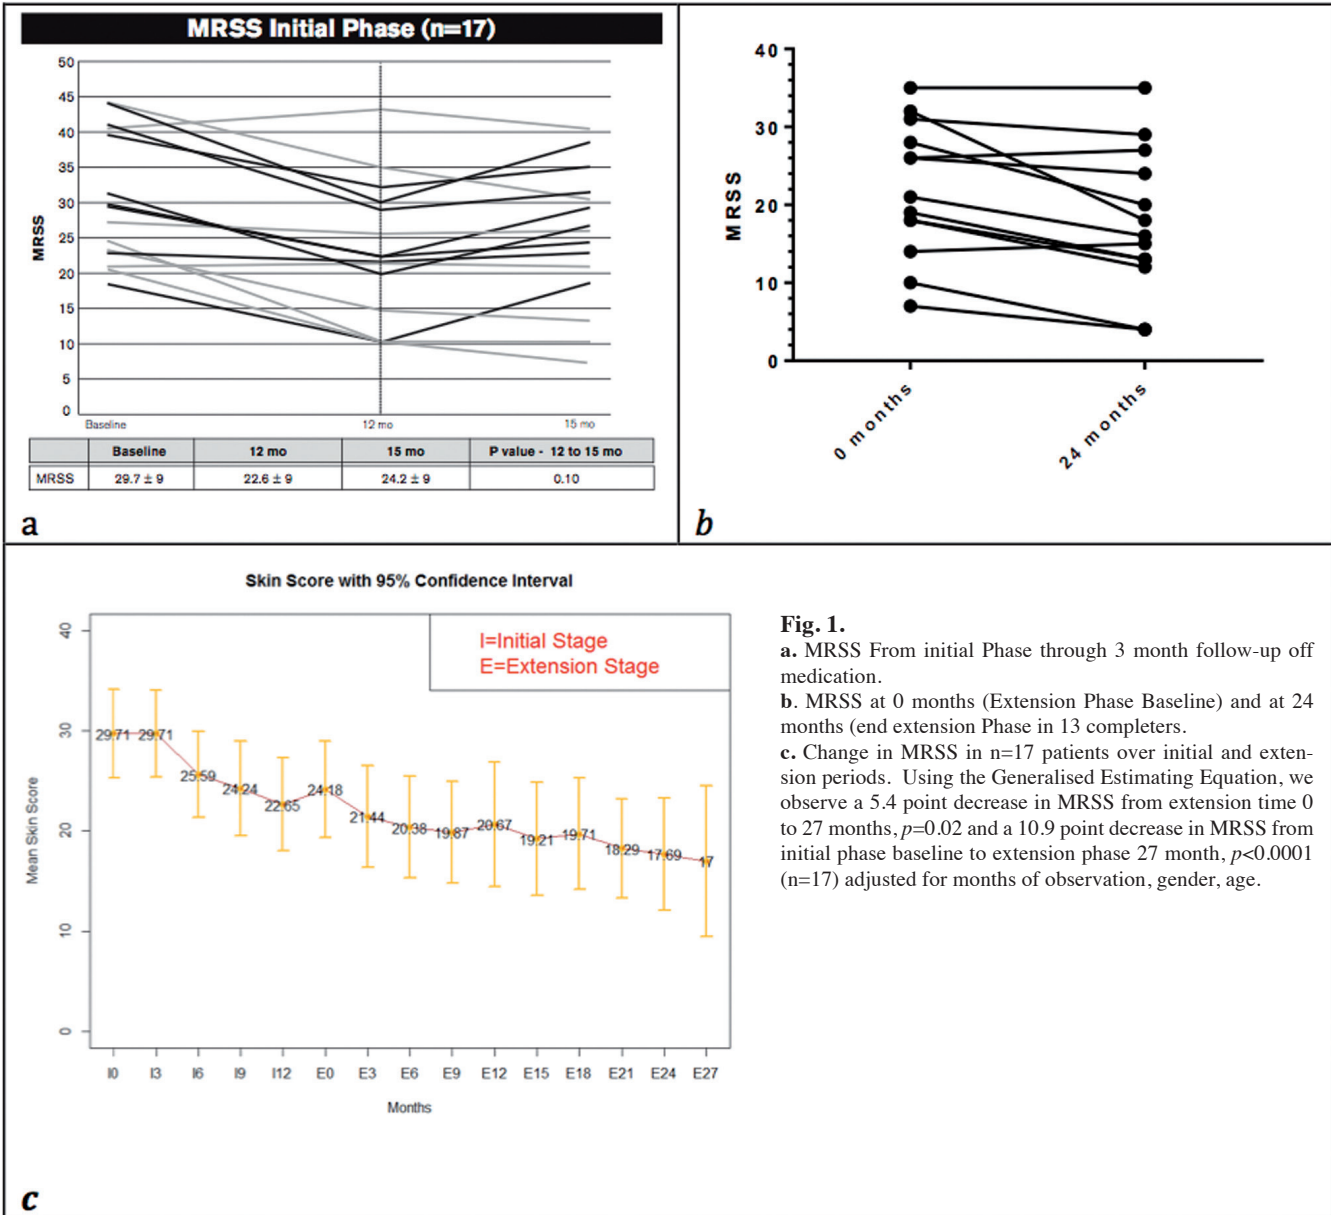 MRSS Initial Phase (n=17)
50
45
40
35
30
25
20
15
10
5
0
MRSS
Baseline 12 mo 15 mo
Baseline 12 mo 15 mo P value - 12 to 15 mo
MRSS 29.7 ± 9 22.6 ± 9 24.2 ± 9 0.10
a
40
30
20
10
0
MRSS
0 months
24 months
b
Skin Score with 95% Confidence Interval
I=Initial Stage
E=Extension Stage
40
30
20
10
0
Mean Skin Score
29.71 29.71 25.59 24.24 22.65 24.18 21.44 20.38 19.87 20.67 19.21 19.71 18.29 17.69 17
I0 I3 I6 I9 I12 E0 E3 E6 E9 E12 E15 E18 E21 E24 E27
Months
c
Fig. 1.
a. MRSS From initial Phase through 3 month follow-up off
medication.
b. MRSS at 0 months (Extension Phase Baseline) and at 24
months (end extension Phase in 13 completers.
c. Change in MRSS in n=17 patients over initial and exten-
sion periods. Using the Generalised Estimating Equation, we
observe a 5.4 point decrease in MRSS from extension time 0
to 27 months, p=0.02 and a 10.9 point decrease in MRSS from
initial phase baseline to extension phase 27 month, p<0.0001
(n=17) adjusted for months of observation, gender, age.